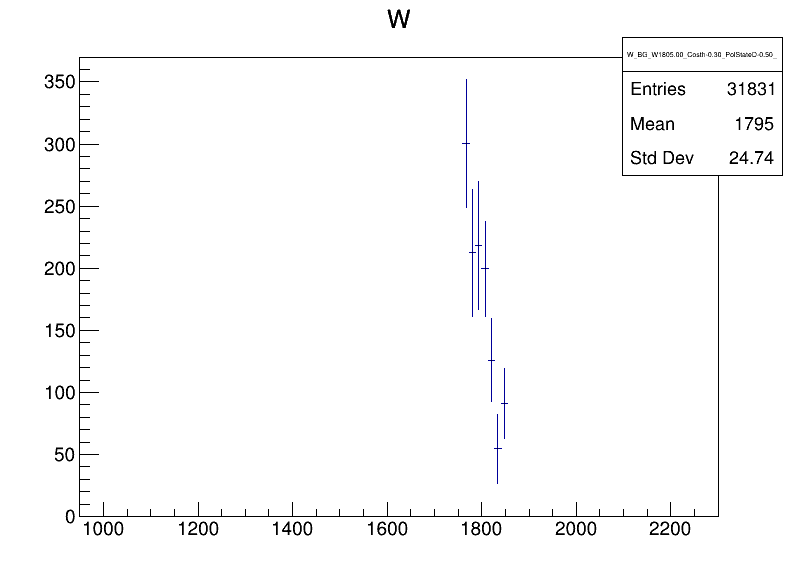 W
W_BG_W1805.00_Costh-0.30_PolStateD-0.50_
Entries 31831
Mean 1795
Std Dev 24.74
350
300
250
200
150
100
50
0
1000 1200 1400 1600 1800 2000 2200